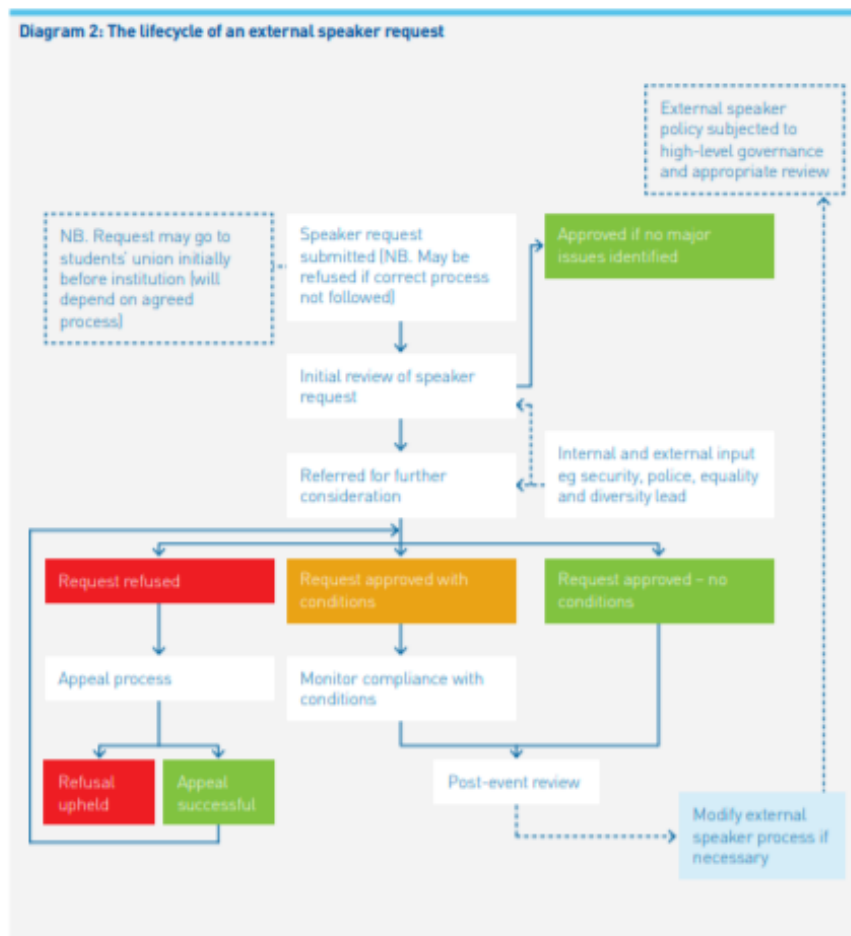 Diagram 2: The lifecycle of an external speaker request
External speaker
policy subjected to
high-level governance
and appropriate review
NB. Request may go to
students' union initially
before institution (will
depend on agreed
process)
Speaker request
submitted (NB. May be
refused if correct process
not followed)
Approved if no major
issues identified
Initial review of speaker
request
Internal and external input
eg security, police, equality
and diversity lead
Referred for further
consideration
Request refused
Request approved with
conditions
Request approved – no
conditions
Appeal process
Monitor compliance with
conditions
Refusal
upheld
Appeal
successful
Post-event review
Modify external
speaker process if
necessary